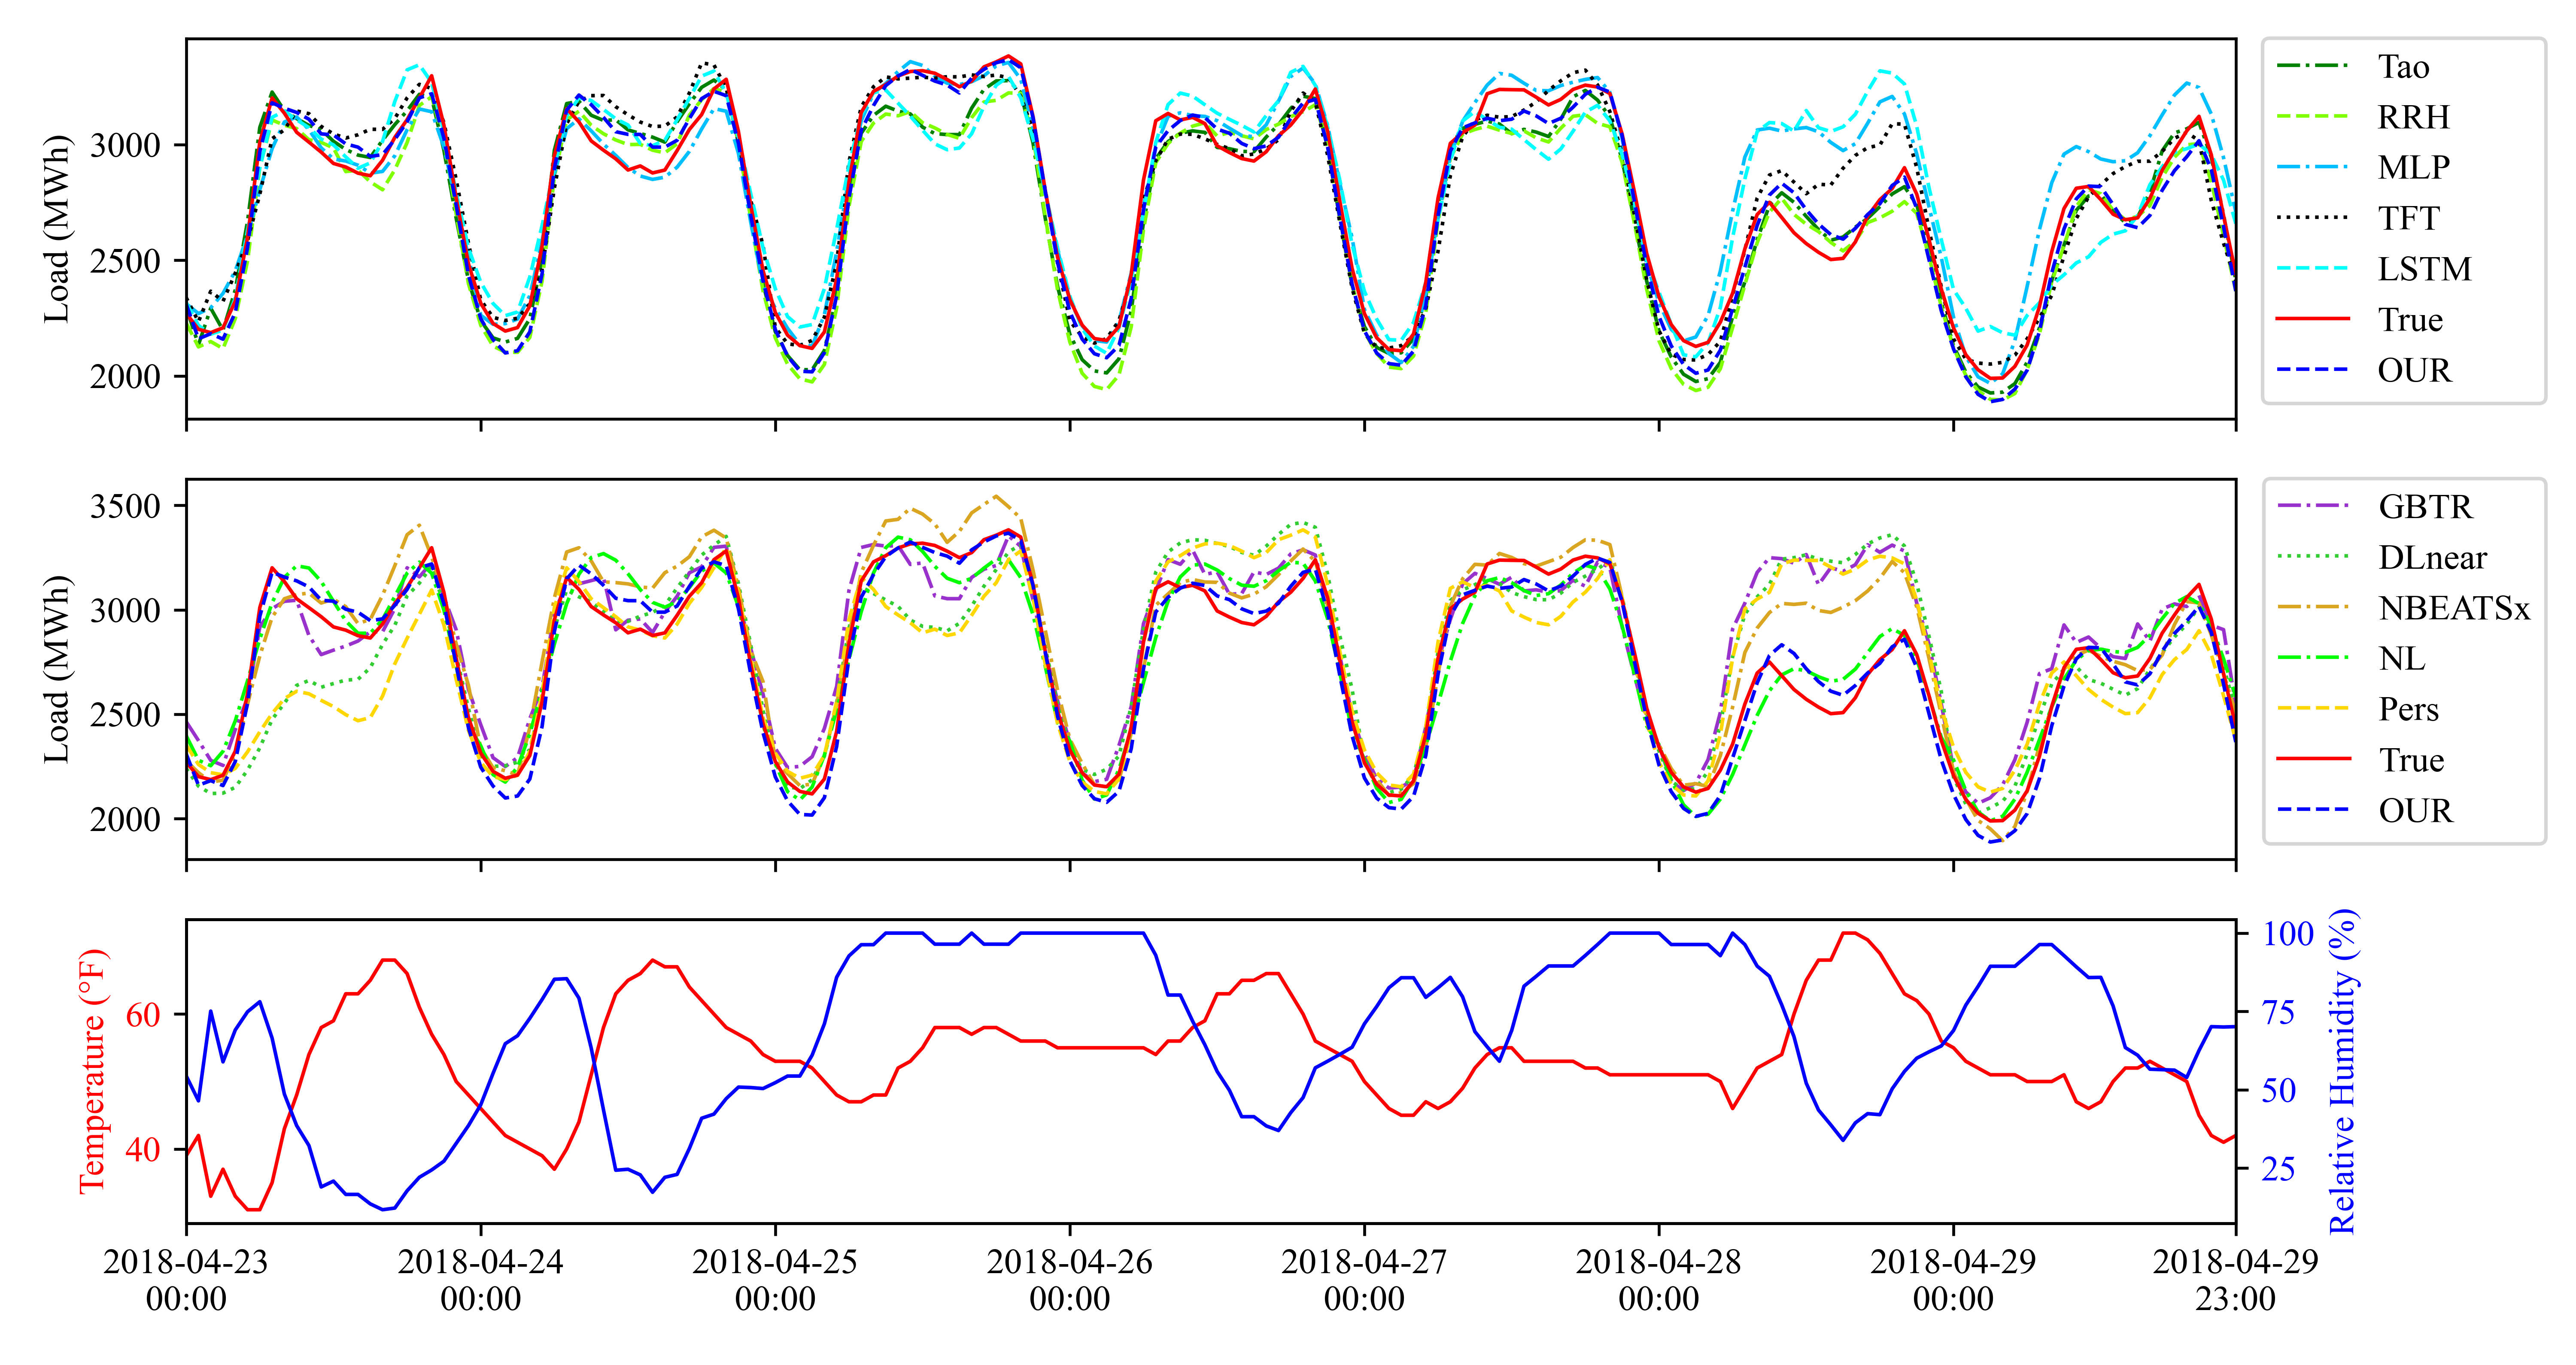 Load (MWh)
3000
2500
2000
Tao
RRH
MLP
TFT
LSTM
True
OUR
Load (MWh)
3500
3000
2500
2000
GBTR
DLnear
NBEATSx
NL
Pers
True
OUR
Temperature (°F)
60
40
100
75
50
25
Relative Humidity (%)
2018-04-23 2018-04-24 2018-04-25 2018-04-26 2018-04-27 2018-04-28 2018-04-29 2018-04-29
00:00 00:00 00:00 00:00 00:00 00:00 00:00 23:00